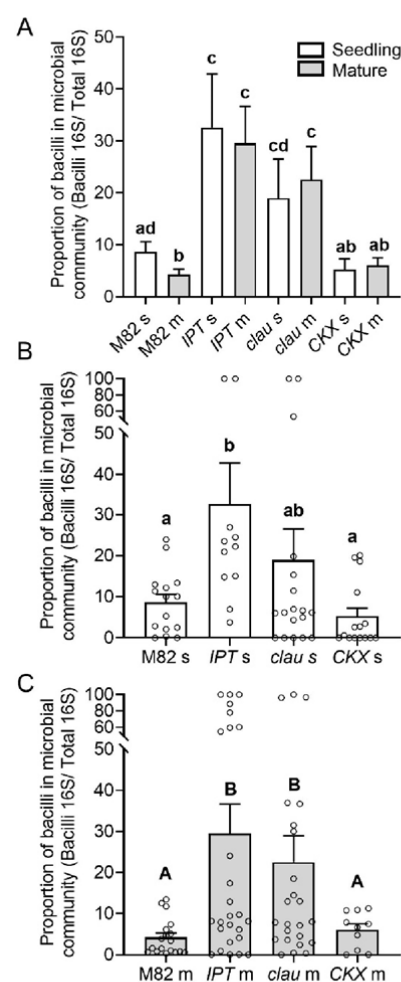 A
50
40
30
20
10
0
Proportion of bacilli in microbial
community (Bacilli 16S/ Total 16S)
Seedling
Mature
ad
b
c
c
cd
c
ab
ab
M82 s
M82 m
IPT s
IPT m
clau s
clau m
CKX s
CKX m
B
100
80
60
50
40
30
20
10
0
Proportion of bacilli in microbial
community (Bacilli 16S/ Total 16S)
a
b
ab
a
M82 s
IPT s
clau s
CKX s
C
100
80
60
50
40
30
20
10
0
Proportion of bacilli in microbial
community (Bacilli 16S/ Total 16S)
A
B
B
A
M82 m
IPT m
clau m
CKX m